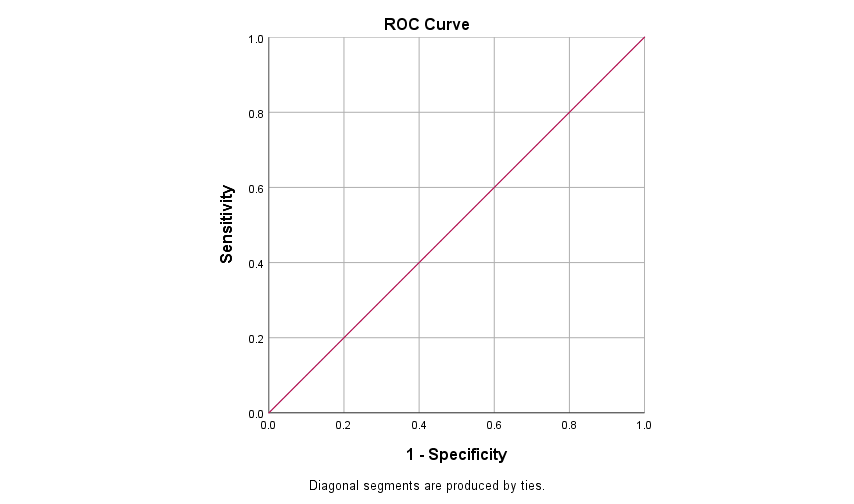 ROC Curve
1.0
0.8
0.6
0.4
0.2
0.0
Sensitivity
0.0 0.2 0.4 0.6 0.8 1.0
1 - Specificity
Diagonal segments are produced by ties.